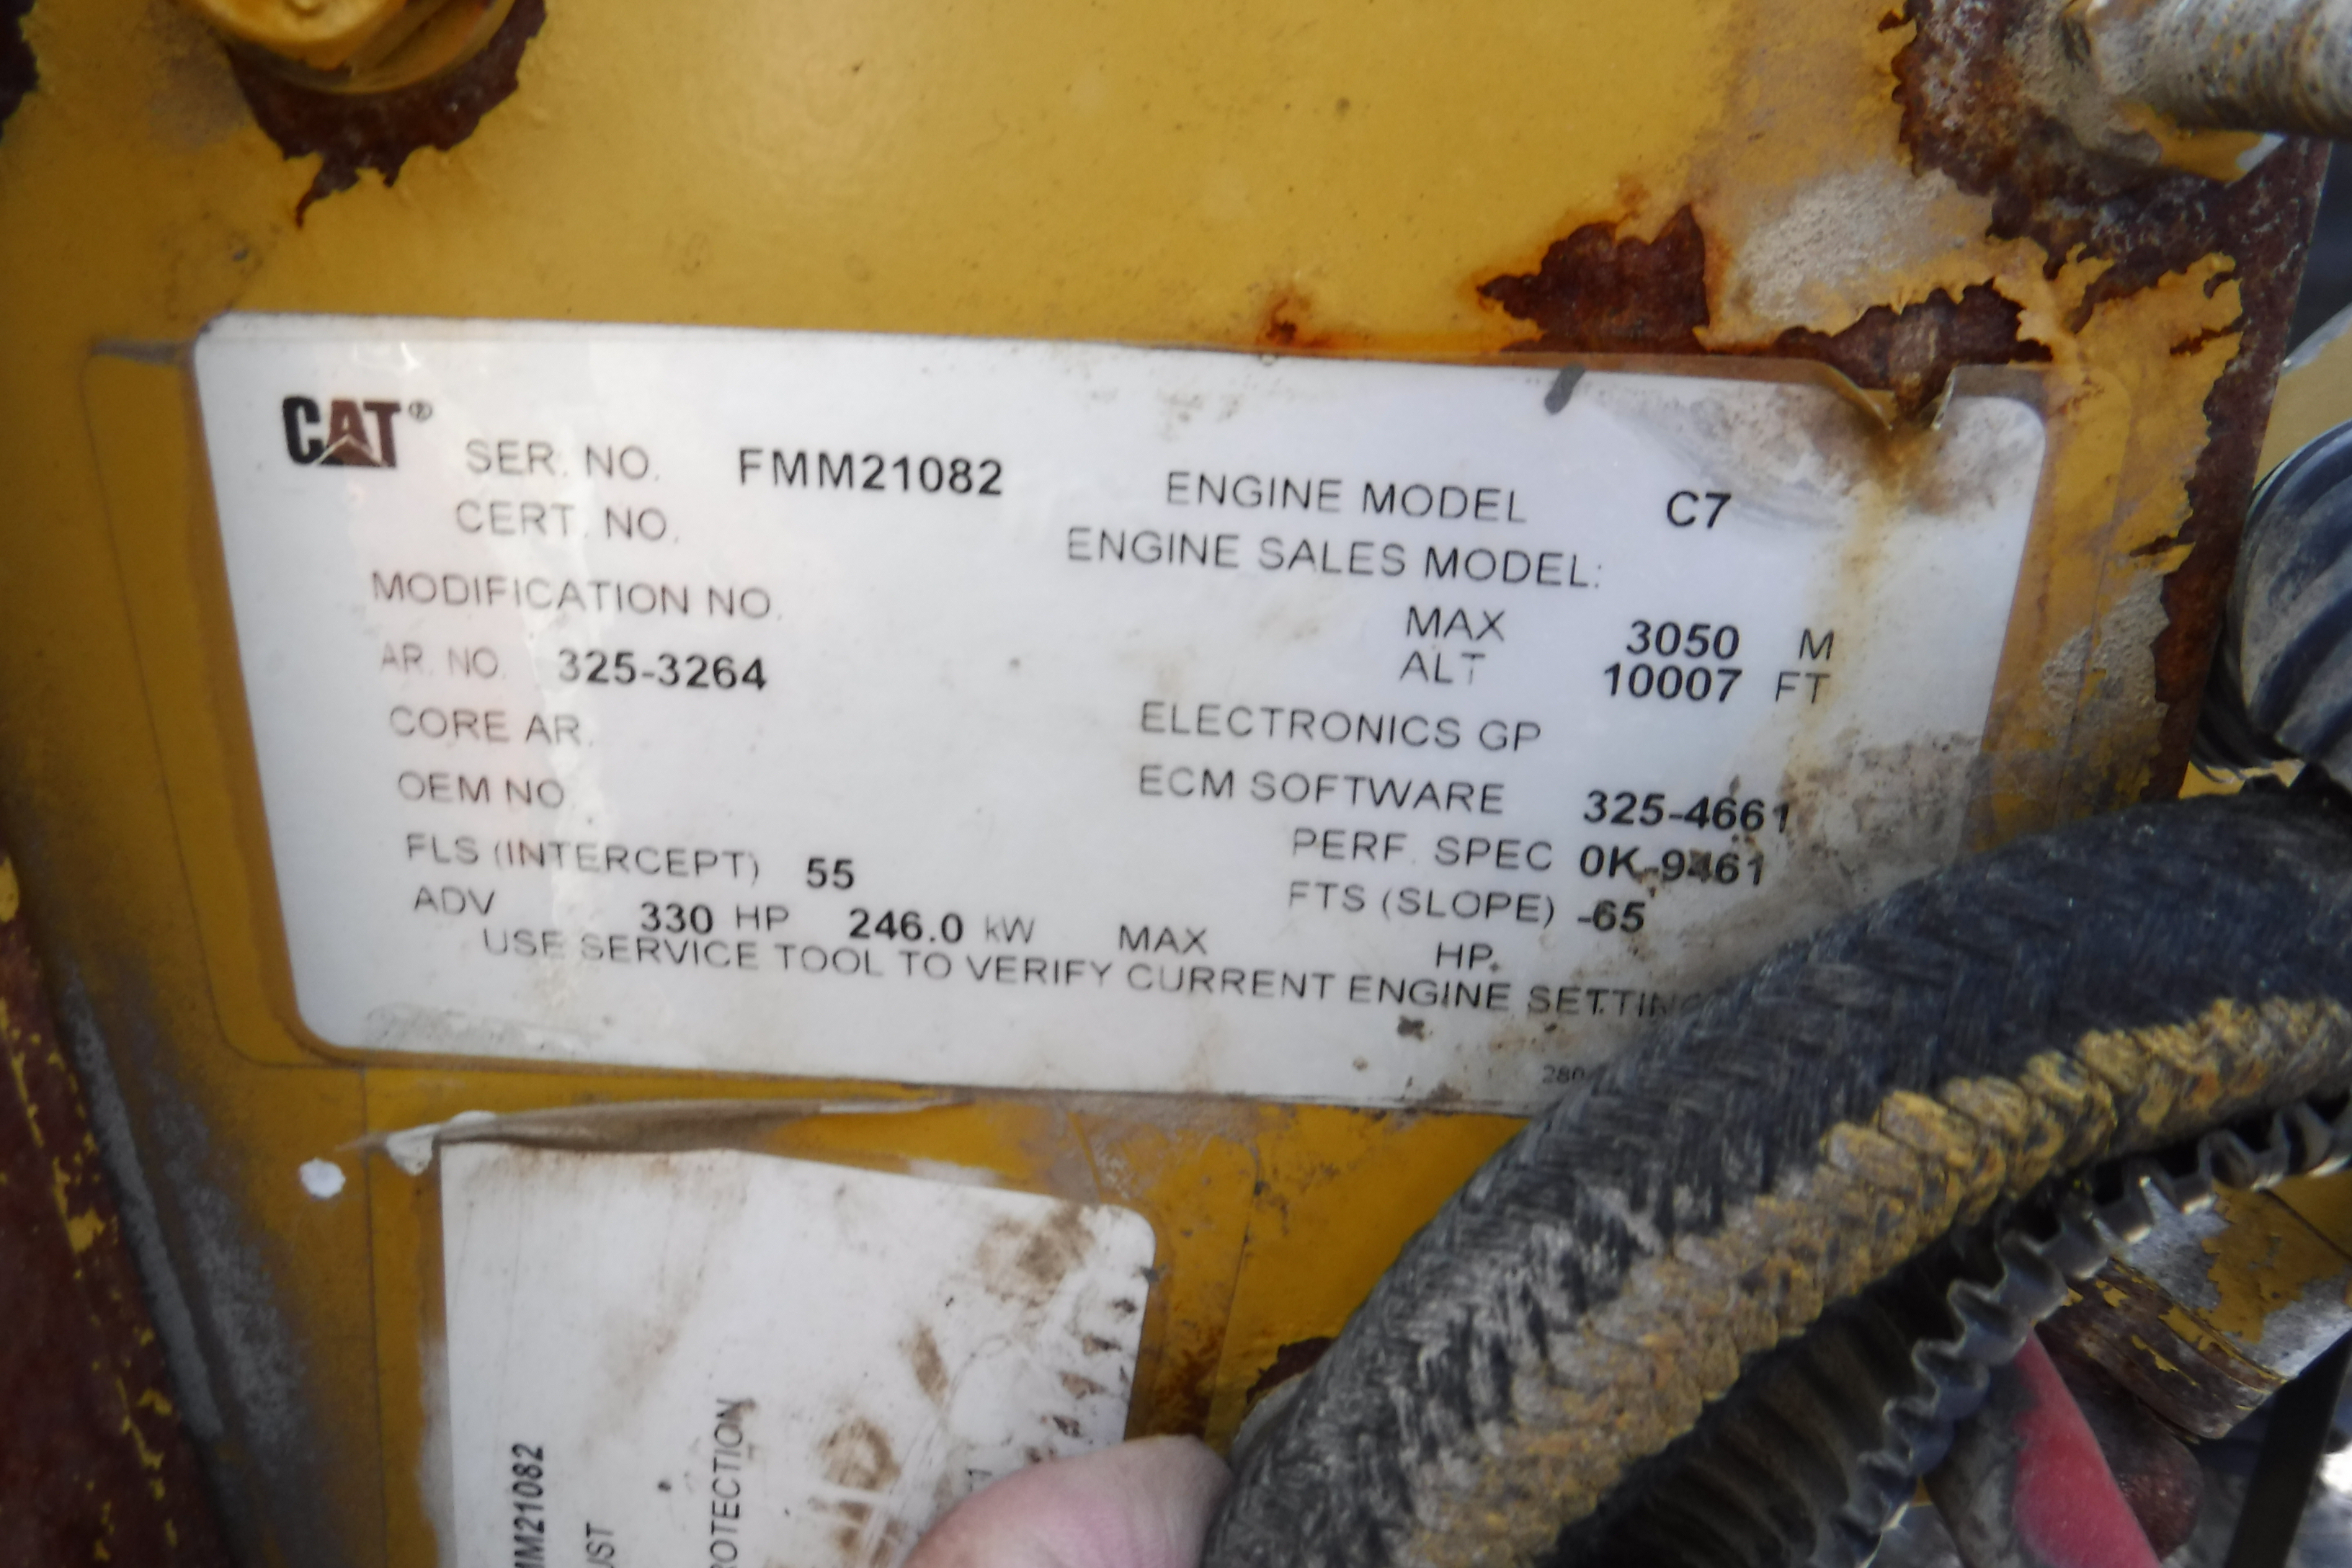 CAT®
SER. NO. FMM21082 ENGINE MODEL C7
CERT. NO. ENGINE SALES MODEL:
MODIFICATION NO. MAX 3050 M
AR. NO. 325-3264 ALT 10007 FT
CORE AR. ELECTRONICS GP
OEM NO. ECM SOFTWARE 325-4661
FLS (INTERCEPT) 55 PERF. SPEC 0K-9461
ADV 330 HP 246.0 kW FTS (SLOPE) -65
MAX HP.
USE SERVICE TOOL TO VERIFY CURRENT ENGINE
280
MM21082
UST
OTECTION